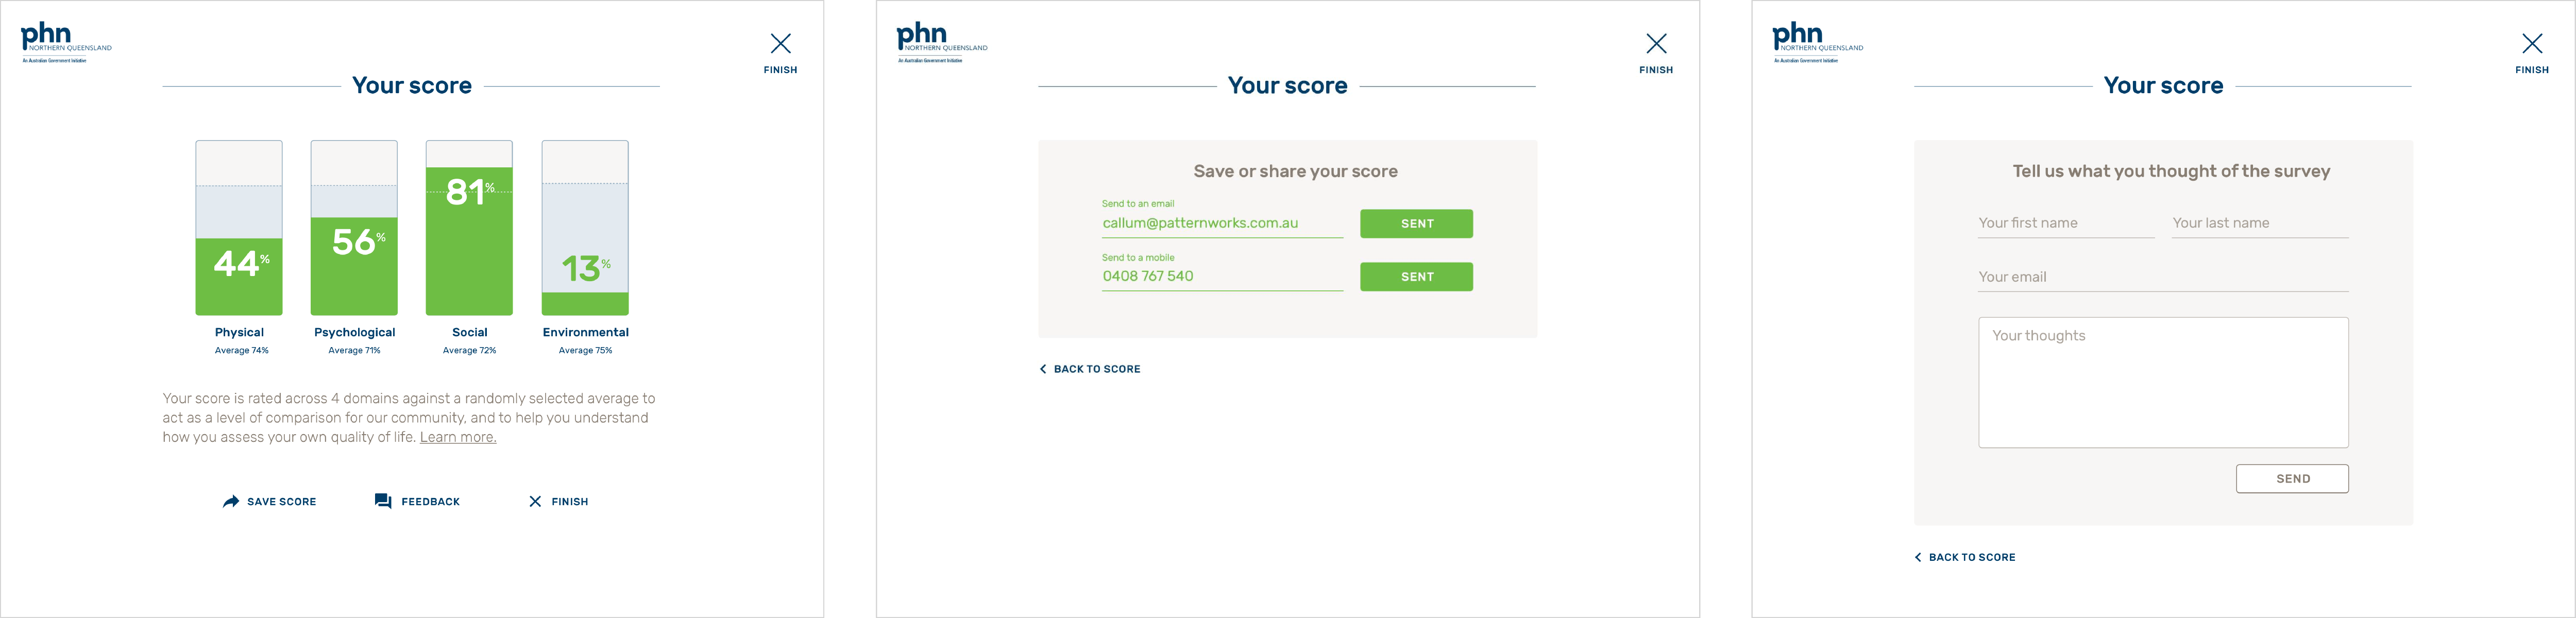 phn
NORTHERN QUEENSLAND
An Australian Government Initiative
FINISH
Your score
44%
56%
81%
13%
Physical
Average 74%
Psychological
Average 71%
Social
Average 72%
Environmental
Average 75%
Your score is rated across 4 domains against a randomly selected average to
act as a level of comparison for our community, and to help you understand
how you assess your own quality of life. Learn more.
SAVE SCORE
FEEDBACK
FINISH
phn
NORTHERN QUEENSLAND
An Australian Government Initiative
FINISH
Your score
Save or share your score
Send to an email
callum@patternworks.com.au
SENT
Send to a mobile
0408 767 540
SENT
BACK TO SCORE
phn
NORTHERN QUEENSLAND
An Australian Government Initiative
FINISH
Your score
Tell us what you thought of the survey
Your first name
Your last name
Your email
Your thoughts
SEND
BACK TO SCORE